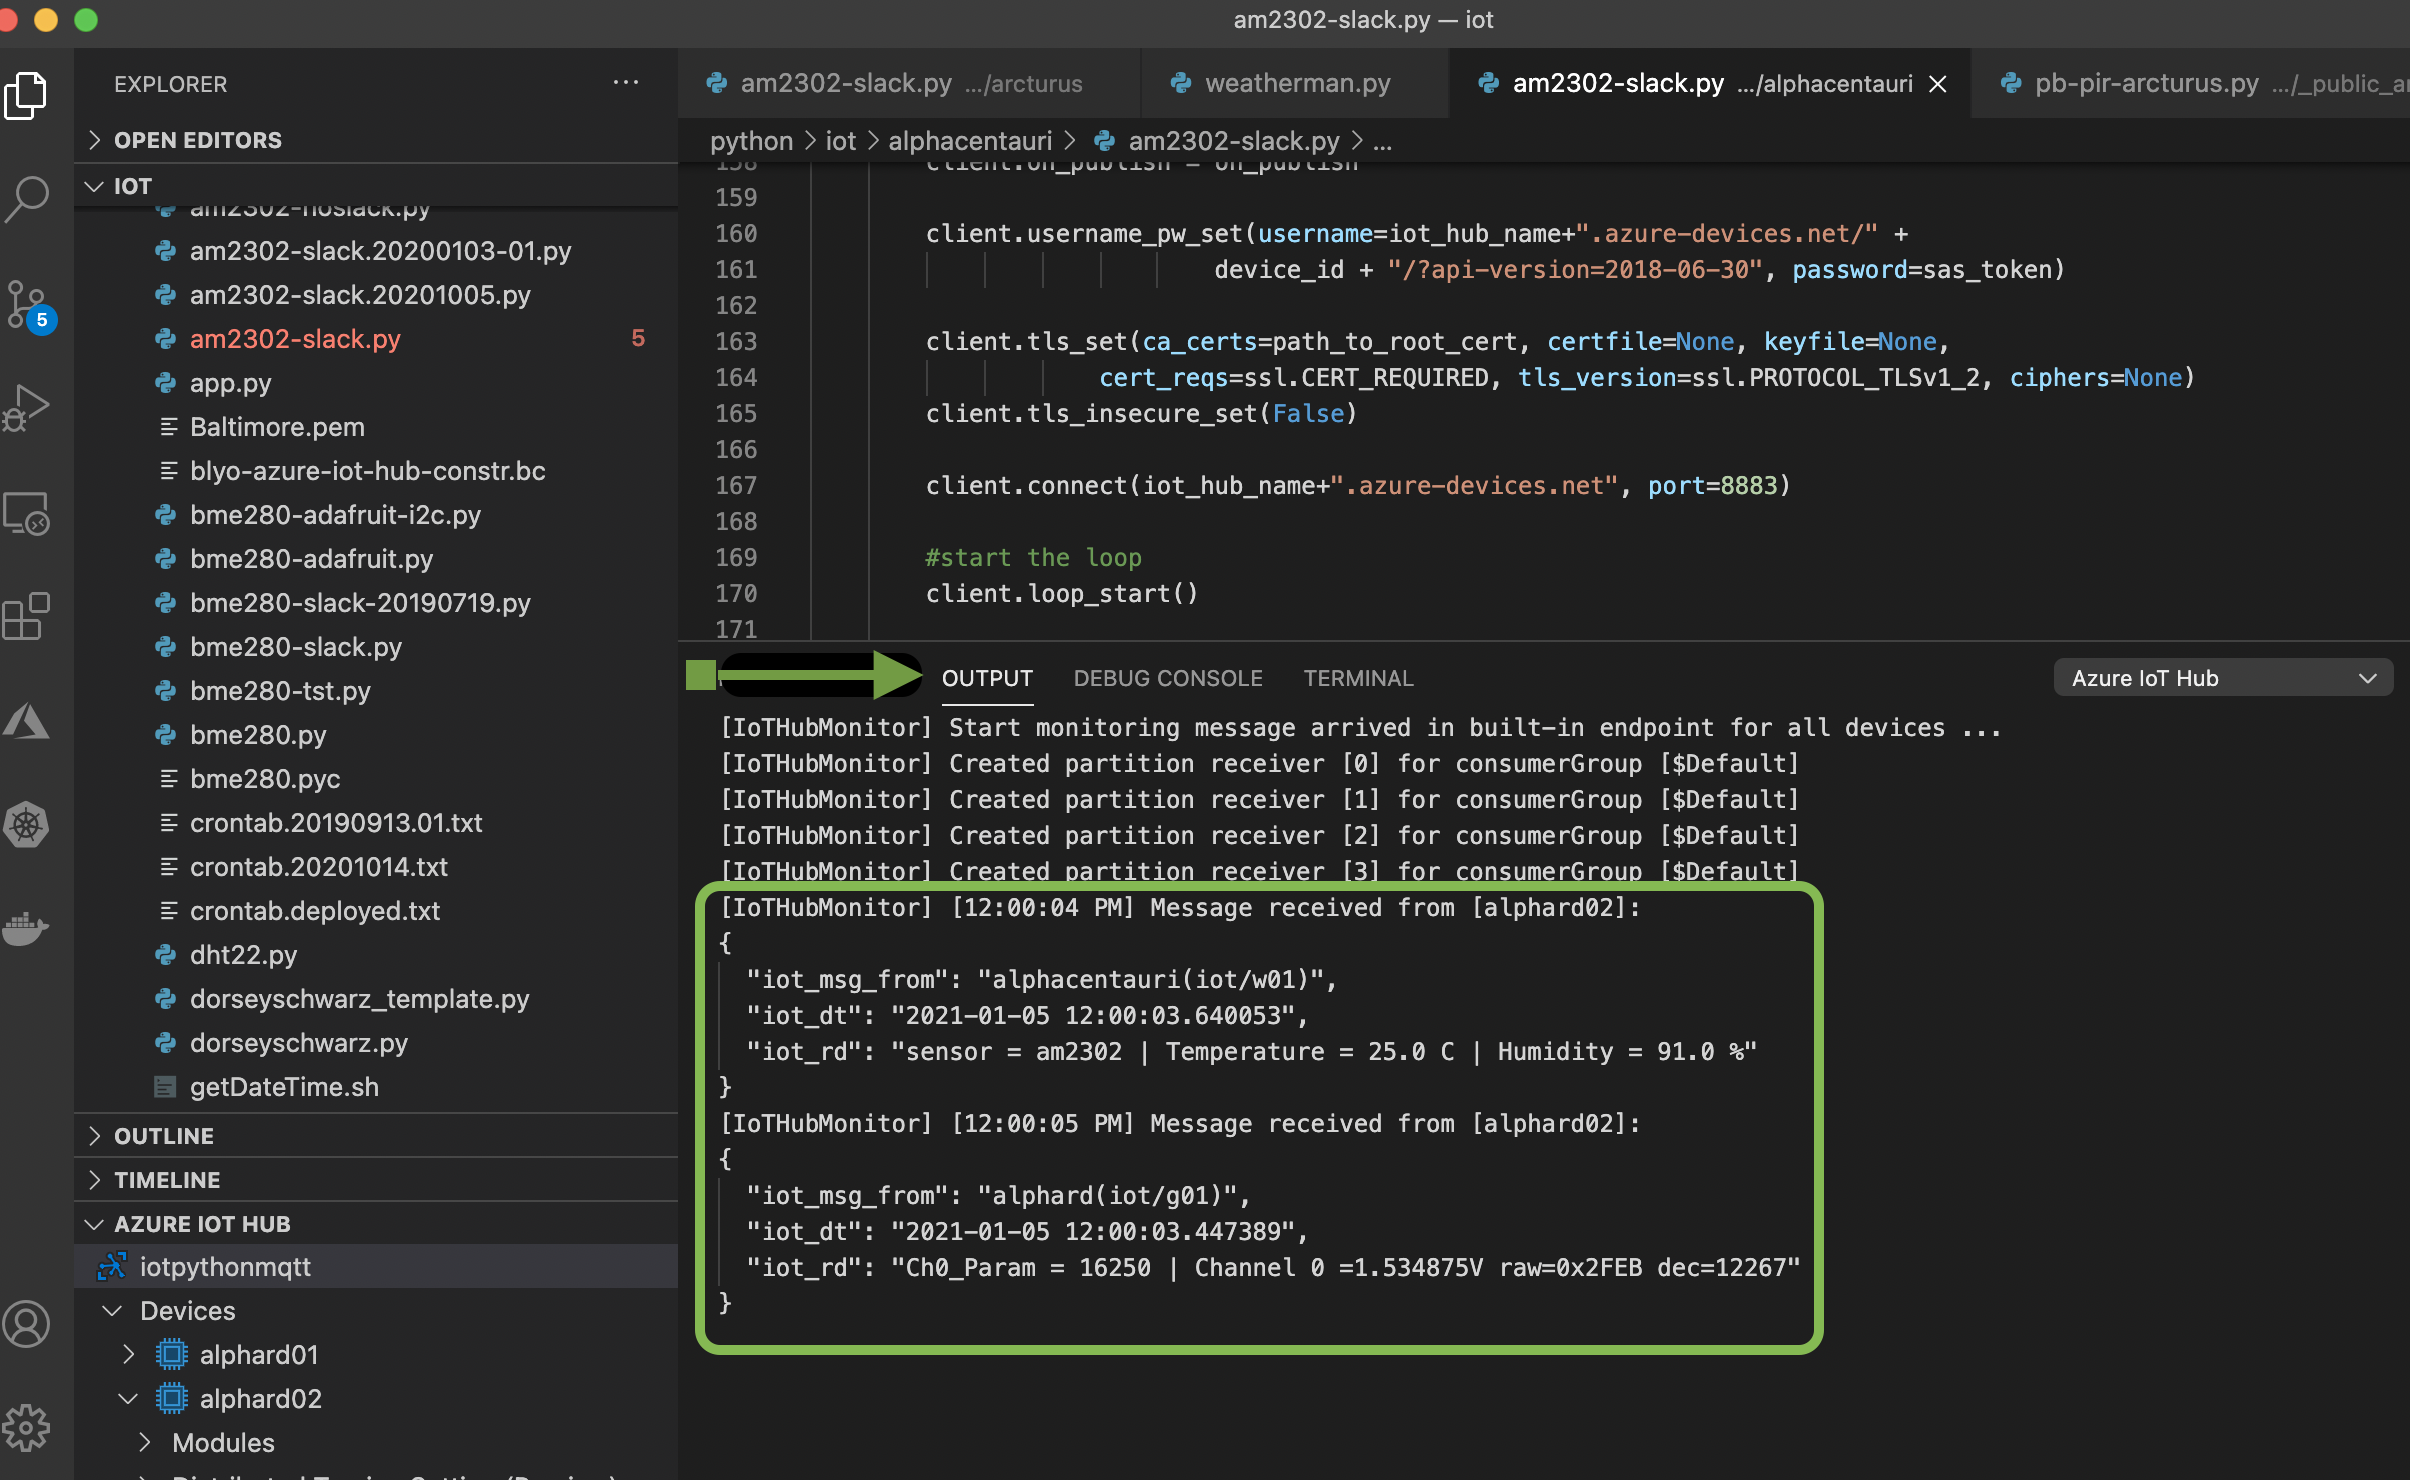 am2302-slack.py — iot
EXPLORER
OPEN EDITORS
IOT
am2302-noslack.py
am2302-slack.20200103-01.py
am2302-slack.20201005.py
am2302-slack.py 5
app.py
Baltimore.pem
blyo-azure-iot-hub-constr.bc
bme280-adafruit-i2c.py
bme280-adafruit.py
bme280-slack-20190719.py
bme280-slack.py
bme280-tst.py
bme280.py
bme280.pyc
crontab.20190913.01.txt
crontab.20201014.txt
crontab.deployed.txt
dht22.py
dorseyschwarz_template.py
dorseyschwarz.py
getDateTime.sh
OUTLINE
TIMELINE
AZURE IOT HUB
iotpythonmqtt
Devices
alphard01
alphard02
Modules
5
am2302-slack.py .../arcturus
weatherman.py
am2302-slack.py .../alphacentauri
pb-pir-arcturus.py
python > iot > alphacentauri > am2302-slack.py > ...
158 client.on_publish = on_publish
159
160 client.username_pw_set(username=iot_hub_name+".azure-devices.net/" +
161 device_id + "/?api-version=2018-06-30", password=sas_token)
162
163 client.tls_set(ca_certs=path_to_root_cert, certfile=None, keyfile=None,
164 cert_reqs=ssl.CERT_REQUIRED, tls_version=ssl.PROTOCOL_TLSv1_2, ciphers=None)
165 client.tls_insecure_set(False)
166
167 client.connect(iot_hub_name+".azure-devices.net", port=8883)
168
169 #start the loop
170 client.loop_start()
171
OUTPUT DEBUG CONSOLE TERMINAL
Azure IoT Hub
[IoTHubMonitor] Start monitoring message arrived in built-in endpoint for all devices ...
[IoTHubMonitor] Created partition receiver [0] for consumerGroup [$Default]
[IoTHubMonitor] Created partition receiver [1] for consumerGroup [$Default]
[IoTHubMonitor] Created partition receiver [2] for consumerGroup [$Default]
[IoTHubMonitor] Created partition receiver [3] for consumerGroup [$Default]
[IoTHubMonitor] [12:00:04 PM] Message received from [alphard02]:
{
"iot_msg_from": "alphacentauri(iot/w01)",
"iot_dt": "2021-01-05 12:00:03.640053",
"iot_rd": "sensor = am2302 | Temperature = 25.0 C | Humidity = 91.0 %"
}
[IoTHubMonitor] [12:00:05 PM] Message received from [alphard02]:
{
"iot_msg_from": "alphard(iot/g01)",
"iot_dt": "2021-01-05 12:00:03.447389",
"iot_rd": "Ch0_Param = 16250 | Channel 0 =1.534875V raw=0x2FEB dec=12267"
}